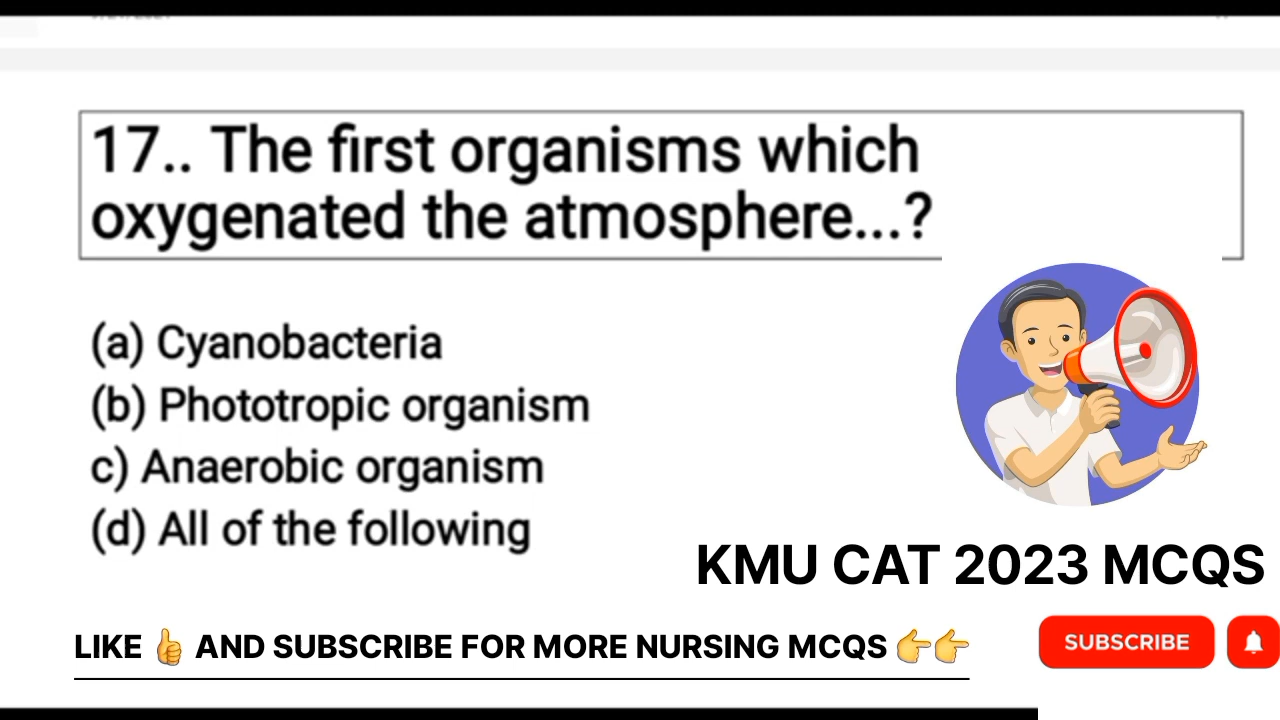 17.. The first organisms which
oxygenated the atmosphere...?
(a) Cyanobacteria
(b) Phototropic organism
c) Anaerobic organism
(d) All of the following
KMU CAT 2023 MCQS
LIKE 👍 AND SUBSCRIBE FOR MORE NURSING MCQS 👉👉
SUBSCRIBE